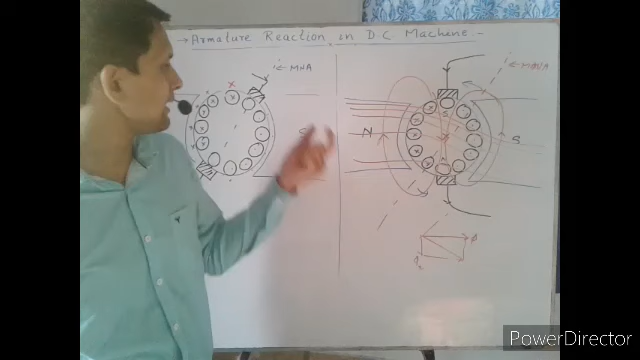 Armature Reaction in D.C Machine.-
MNA
MNA
N
S
S
PowerDirector